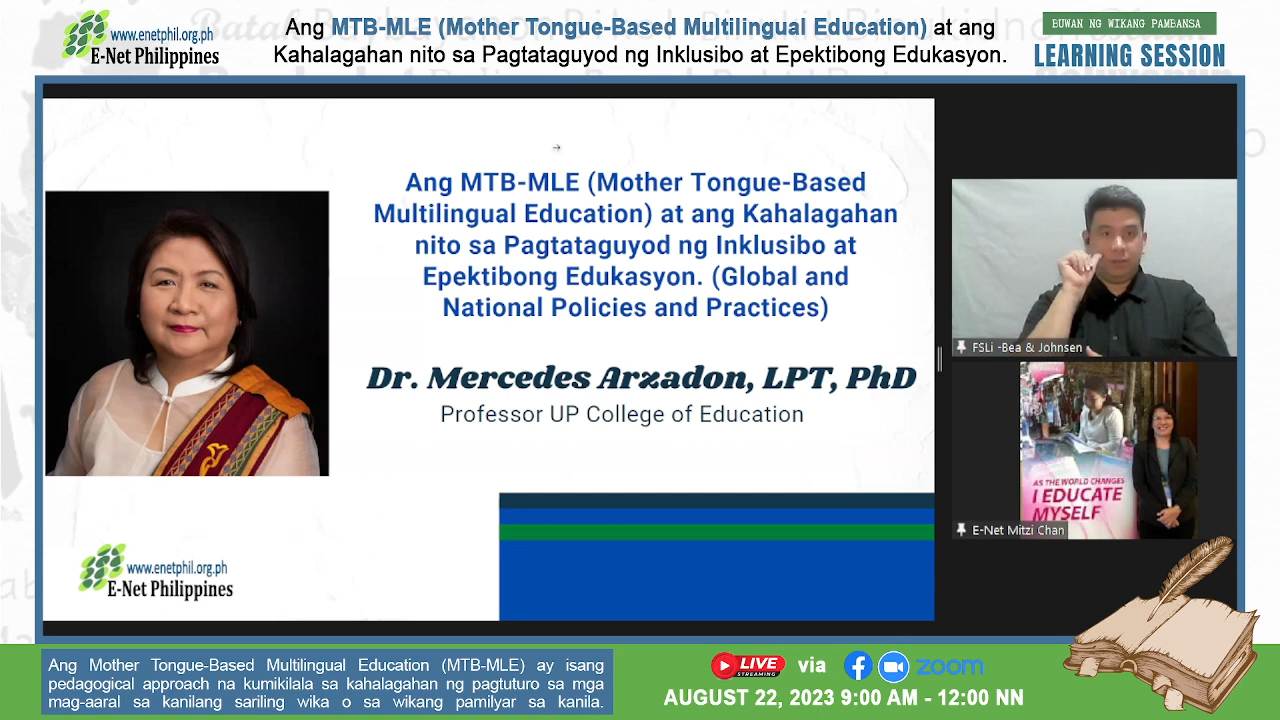 www.enetphil.org.ph
E-Net Philippines
Ang MTB-MLE (Mother Tongue-Based Multilingual Education) at ang
Kahalagahan nito sa Pagtataguyod ng Inklusibo at Epektibong Edukasyon.
BUWAN NG WIKANG PAMBANSA
LEARNING SESSION
Ang MTB-MLE (Mother Tongue-Based
Multilingual Education) at ang Kahalagahan
nito sa Pagtataguyod ng Inklusibo at
Epektibong Edukasyon. (Global and
National Policies and Practices)
Dr. Mercedes Arzadon, LPT, PhD
Professor UP College of Education
www.enetphil.org.ph
E-Net Philippines
FSLi -Bea & Johnsen
AS THE WORLD CHANGES
I EDUCATE
MYSELF
E-Net Mitzi Chan
Ang Mother Tongue-Based Multilingual Education (MTB-MLE) ay isang
pedagogical approach na kumikilala sa kahalagahan ng pagtuturo sa mga
mag-aaral sa kanilang sariling wika o sa wikang pamilyar sa kanila.
LIVE
STREAMING
via
zoom
AUGUST 22, 2023 9:00 AM - 12:00 NN